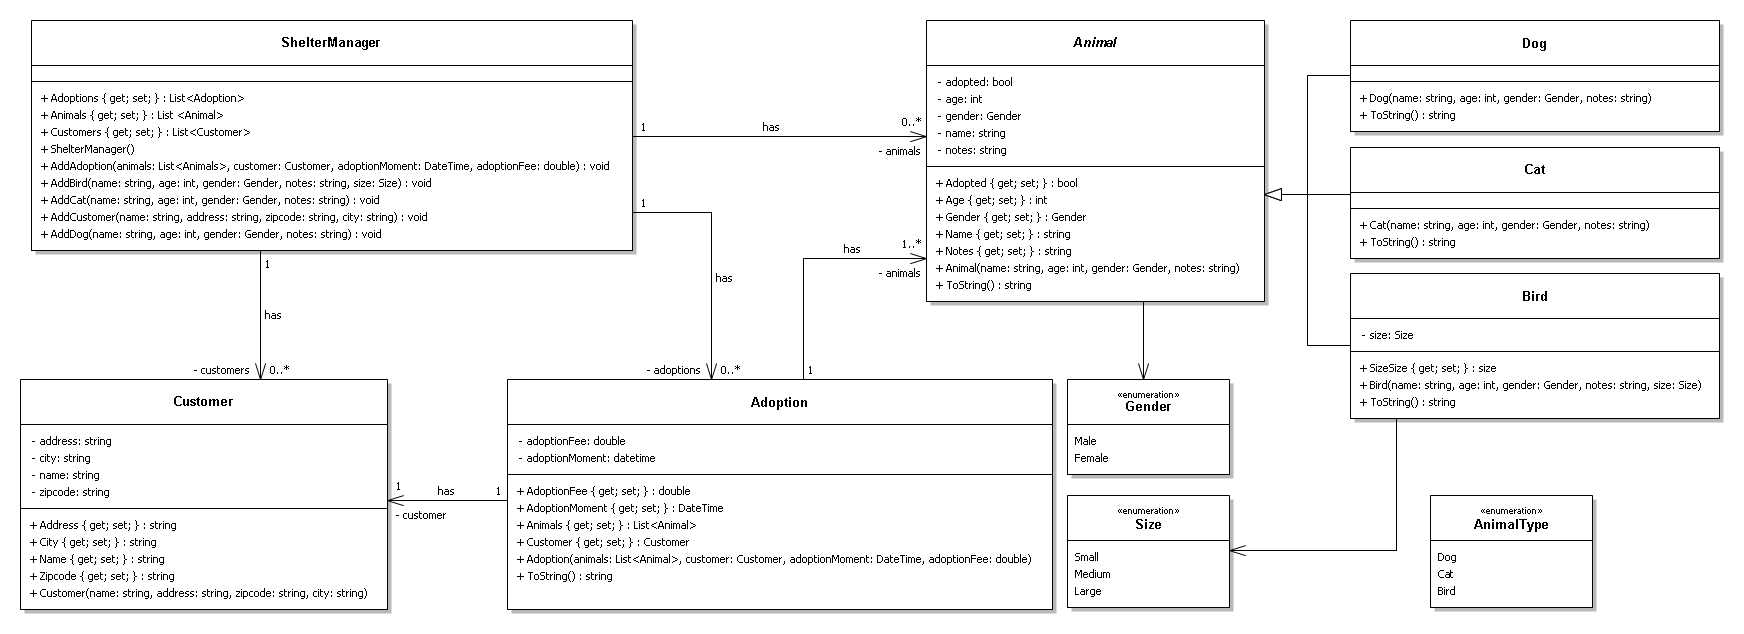 ShelterManager
+ Adoptions { get; set; } : List<Adoption>
+ Animals { get; set; } : List <Animal>
+ Customers { get; set; } : List<Customer>
+ ShelterManager()
+ AddAdoption(animals: List<Animals>, customer: Customer, adoptionMoment: DateTime, adoptionFee: double) : void
+ AddBird(name: string, age: int, gender: Gender, notes: string, size: Size) : void
+ AddCat(name: string, age: int, gender: Gender, notes: string) : void
+ AddCustomer(name: string, address: string, zipcode: string, city: string) : void
+ AddDog(name: string, age: int, gender: Gender, notes: string) : void
1
has
0..*
- animals
1
has
- adoptions
0..*
1
has
- customers
0..*
Animal
- adopted: bool
- age: int
- gender: Gender
- name: string
- notes: string
+ Adopted { get; set; } : bool
+ Age { get; set; } : int
+ Gender { get; set; } : Gender
+ Name { get; set; } : string
+ Notes { get; set; } : string
+ Animal(name: string, age: int, gender: Gender, notes: string)
+ ToString() : string
1..*
has
- animals
1
Dog
+ Dog(name: string, age: int, gender: Gender, notes: string)
+ ToString() : string
Cat
+ Cat(name: string, age: int, gender: Gender, notes: string)
+ ToString() : string
Bird
- size: Size
+ SizeSize { get; set; } : size
+ Bird(name: string, age: int, gender: Gender, notes: string, size: Size)
+ ToString() : string
Customer
- address: string
- city: string
- name: string
- zipcode: string
+ Address { get; set; } : string
+ City { get; set; } : string
+ Name { get; set; } : string
+ Zipcode { get; set; } : string
+ Customer(name: string, address: string, zipcode: string, city: string)
1
has
1
- customer
Adoption
- adoptionFee: double
- adoptionMoment: datetime
+ AdoptionFee { get; set; } : double
+ AdoptionMoment { get; set; } : DateTime
+ Animals { get; set; } : List<Animal>
+ Customer { get; set; } : Customer
+ Adoption(animals: List<Animal>, customer: Customer, adoptionMoment: DateTime, adoptionFee: double)
+ ToString() : string
«enumeration»
Gender
Male
Female
«enumeration»
Size
Small
Medium
Large
«enumeration»
AnimalType
Dog
Cat
Bird